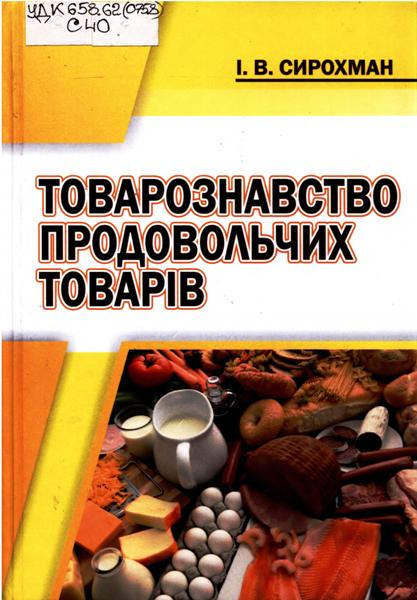 УДК 658.62(075.8)
С 40
І. В. СИРОХМАН
ТОВАРОЗНАВСТВО
ПРОДОВОЛЬЧИХ
ТОВАРІВ